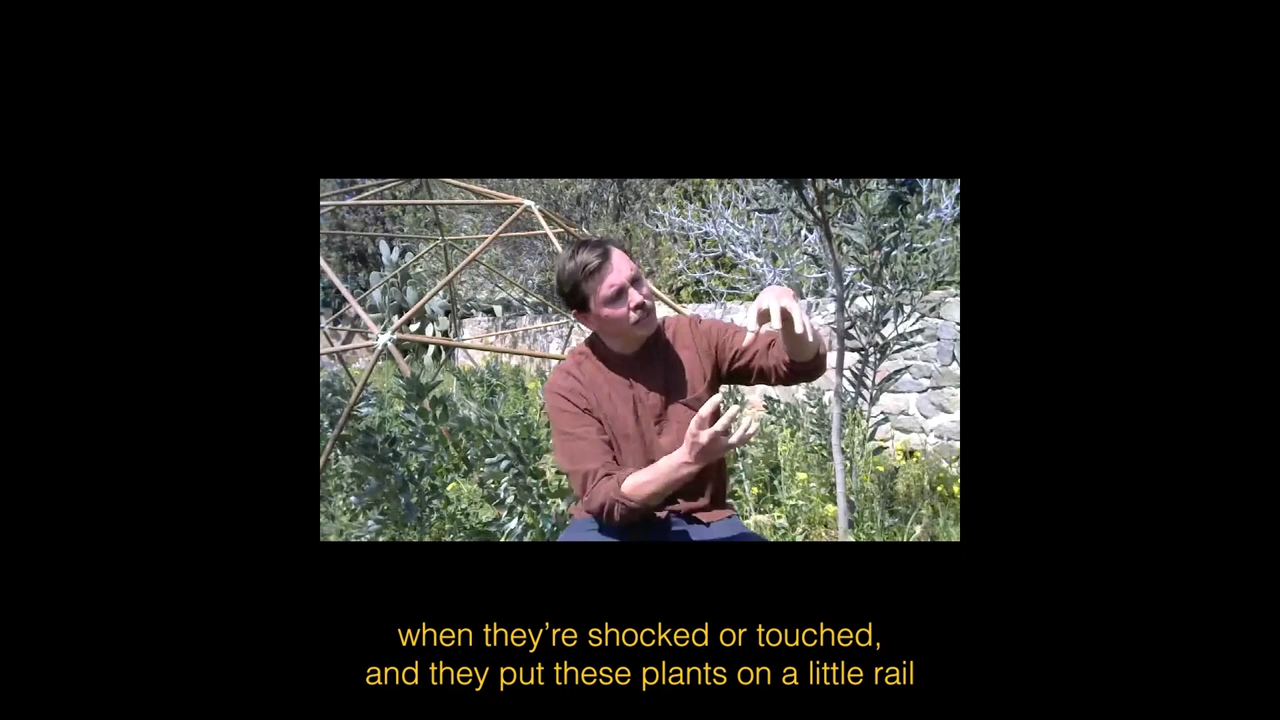 when they’re shocked or touched,
and they put these plants on a little rail